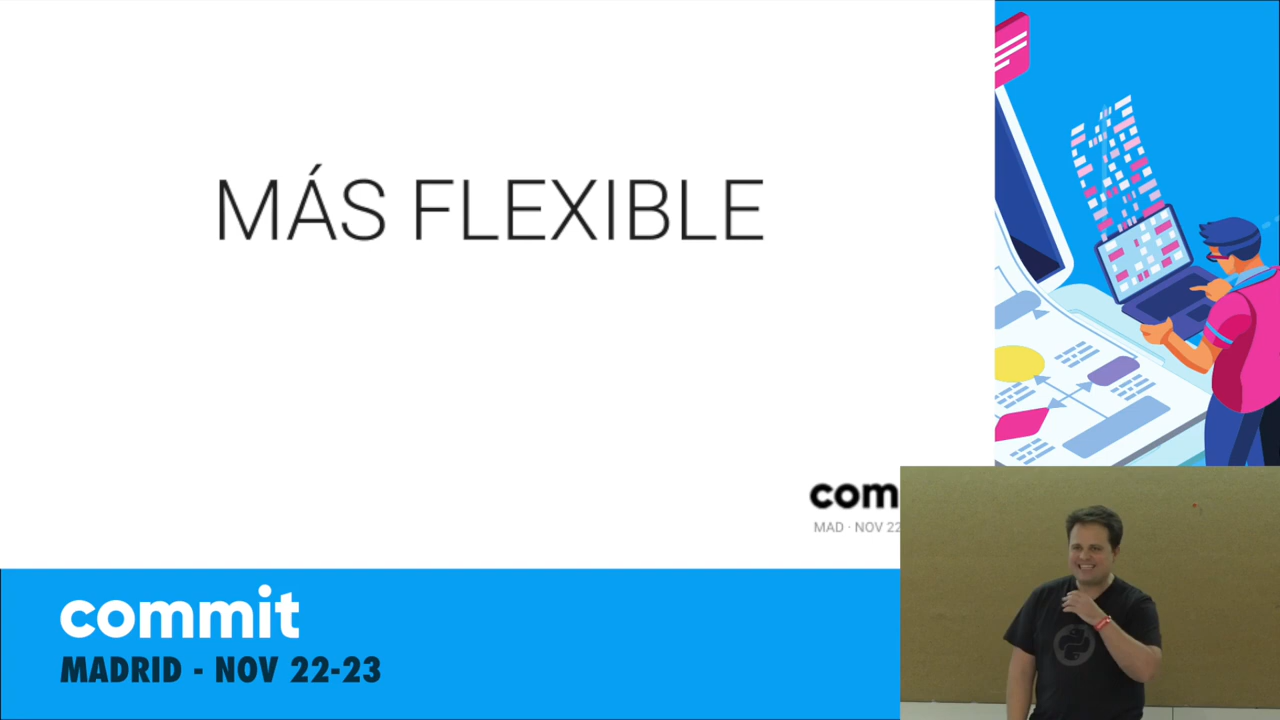 MÁS FLEXIBLE
com
MAD · NOV 22
commit
MADRID - NOV 22-23